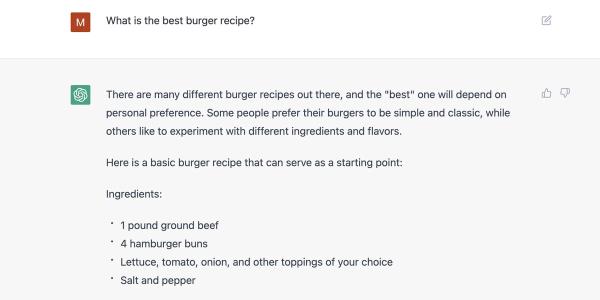 M
What is the best burger recipe?
There are many different burger recipes out there, and the "best" one will depend on
personal preference. Some people prefer their burgers to be simple and classic, while
others like to experiment with different ingredients and flavors.
Here is a basic burger recipe that can serve as a starting point:
Ingredients:
• 1 pound ground beef
• 4 hamburger buns
• Lettuce, tomato, onion, and other toppings of your choice
• Salt and pepper